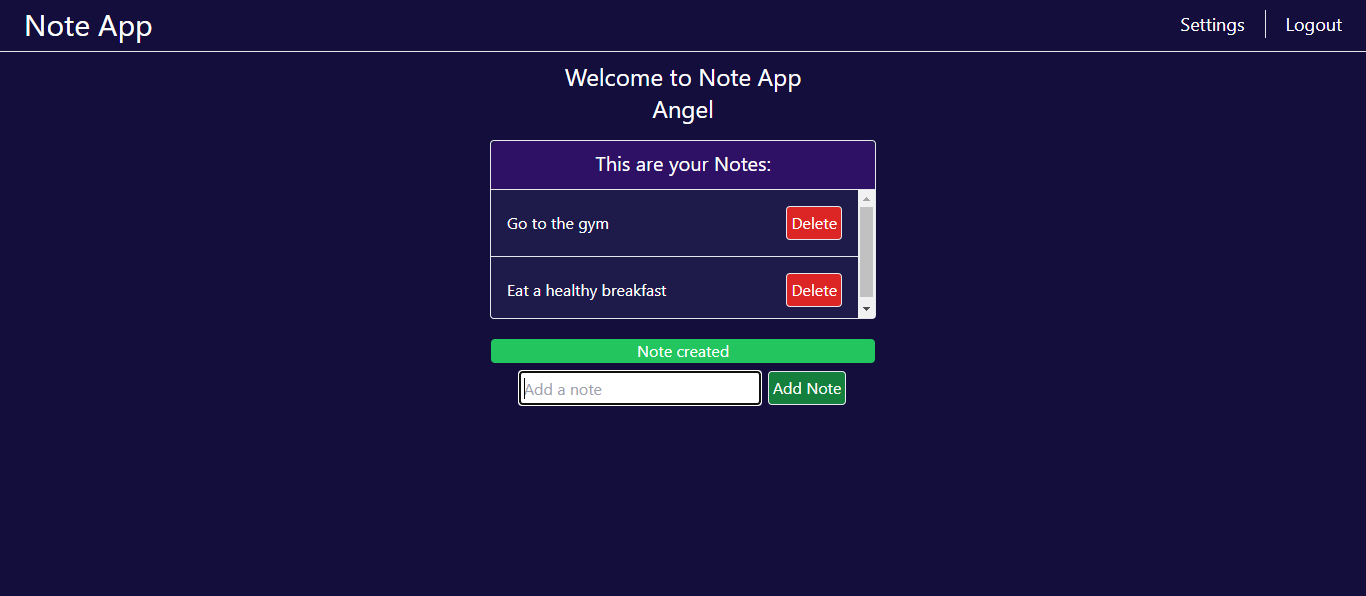 Note App
Settings
Logout
Welcome to Note App
Angel
This are your Notes:
Go to the gym
Delete
Eat a healthy breakfast
Delete
Note created
Add a note
Add Note